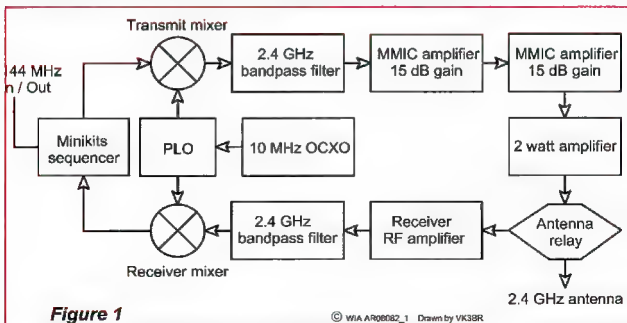 Transmit mixer
44 MHz
n / Out
2.4 GHz
bandpass filter
MMIC amplifier
15 dB gain
MMIC amplifier
15 dB gain
Minikits
sequencer
PLO
10 MHz OCXO
2 watt amplifier
Receiver mixer
2.4 GHz
bandpass filter
Receiver
RF amplifier
Antenna
relay
2.4 GHz antenna
Figure 1
© WIA AR08082_1 Drawn by VK3BR